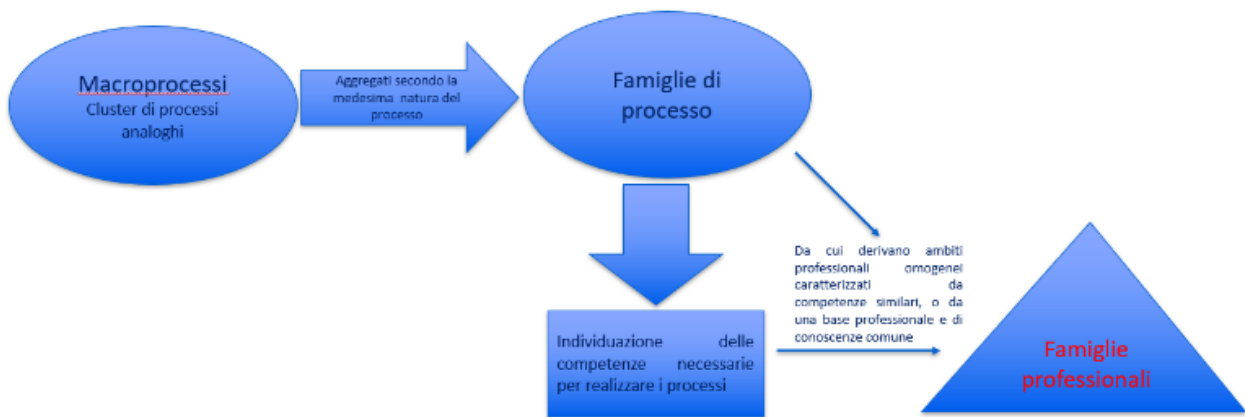 Macroprocessi
Cluster di processi
analoghi
Aggregati secondo la
medesima natura del
processo
Famiglie di
processo
Da cui derivano ambiti
professionali omogenei
caratterizzati da
competenze similari, o da
una base professionale e di
conoscenze comune
Individuazione delle
competenze necessarie
per realizzare i processi
Famiglie
professionali